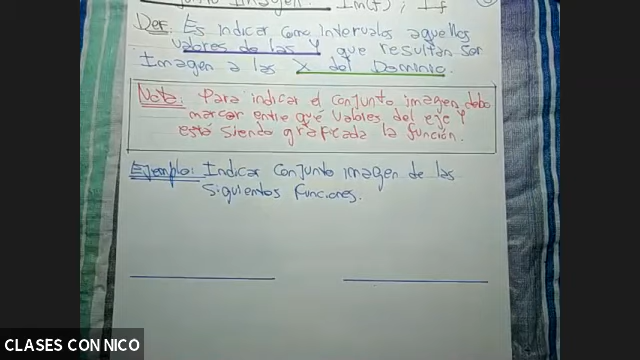 Conjunto Imagen: Im(f) ; If
Def: Es indicar como intervalos aquellos
valores de las Y que resultan ser
Imagen a las X del Dominio.
Nota: Para indicar el conjunto imagen debo
marcar entre qué valores del eje Y
está siendo graficada la función.
Ejemplo: Indicar conjunto imagen de las
siguientes funciones.
CLASES CON NICO